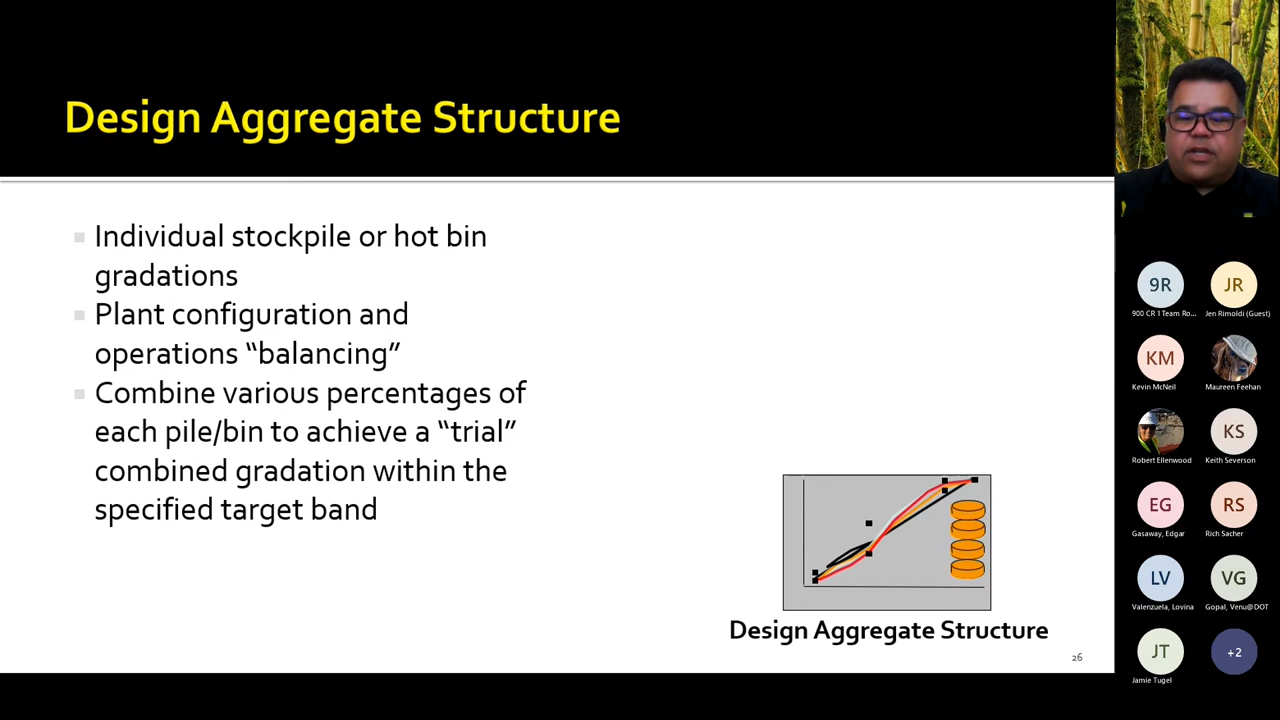 Design Aggregate Structure
Individual stockpile or hot bin
gradations
Plant configuration and
operations “balancing”
Combine various percentages of
each pile/bin to achieve a “trial”
combined gradation within the
specified target band
Design Aggregate Structure
26
9R
JR
900 CR 1 Team Ro...
Jen Rimoldi (Guest)
KM
Kevin McNeil
Maureen Feehan
KS
Robert Ellenwood
Keith Severson
EG
RS
Gasaway, Edgar
Rich Sacher
LV
VG
Valenzuela, Lovina
Gopal, Venu@DOT
JT
+2
Jamie Tugel